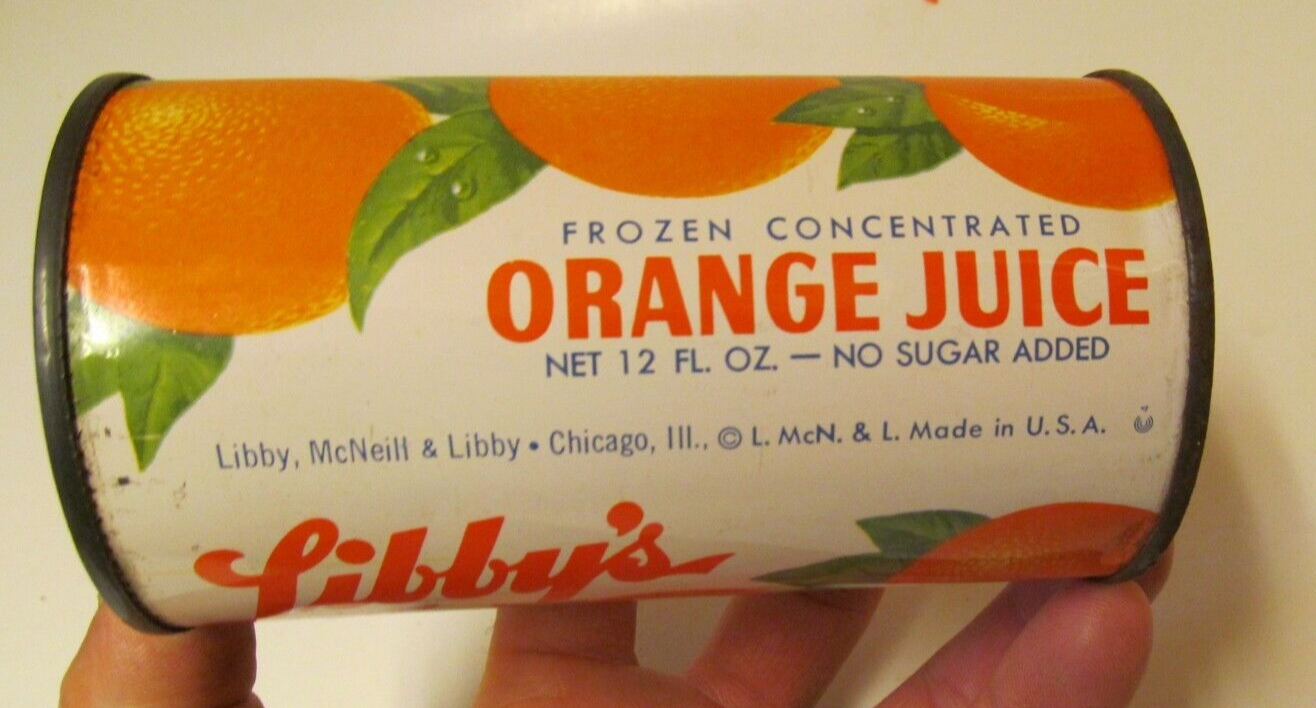 FROZEN CONCENTRATED
ORANGE JUICE
NET 12 FL. OZ. — NO SUGAR ADDED
Libby, McNeill & Libby • Chicago, Ill., © L. McN. & L. Made in U.S.A.
Libby's